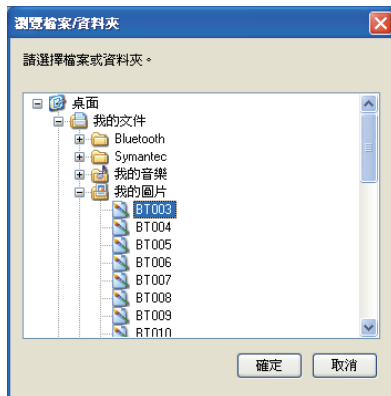 瀏覽檔案/資料夾
請選擇檔案或資料夾。
桌面
我的文件
Bluetooth
Symantec
我的音樂
我的圖片
BT003
BT004
BT005
BT006
BT007
BT008
BT009
BT010
確定 取消